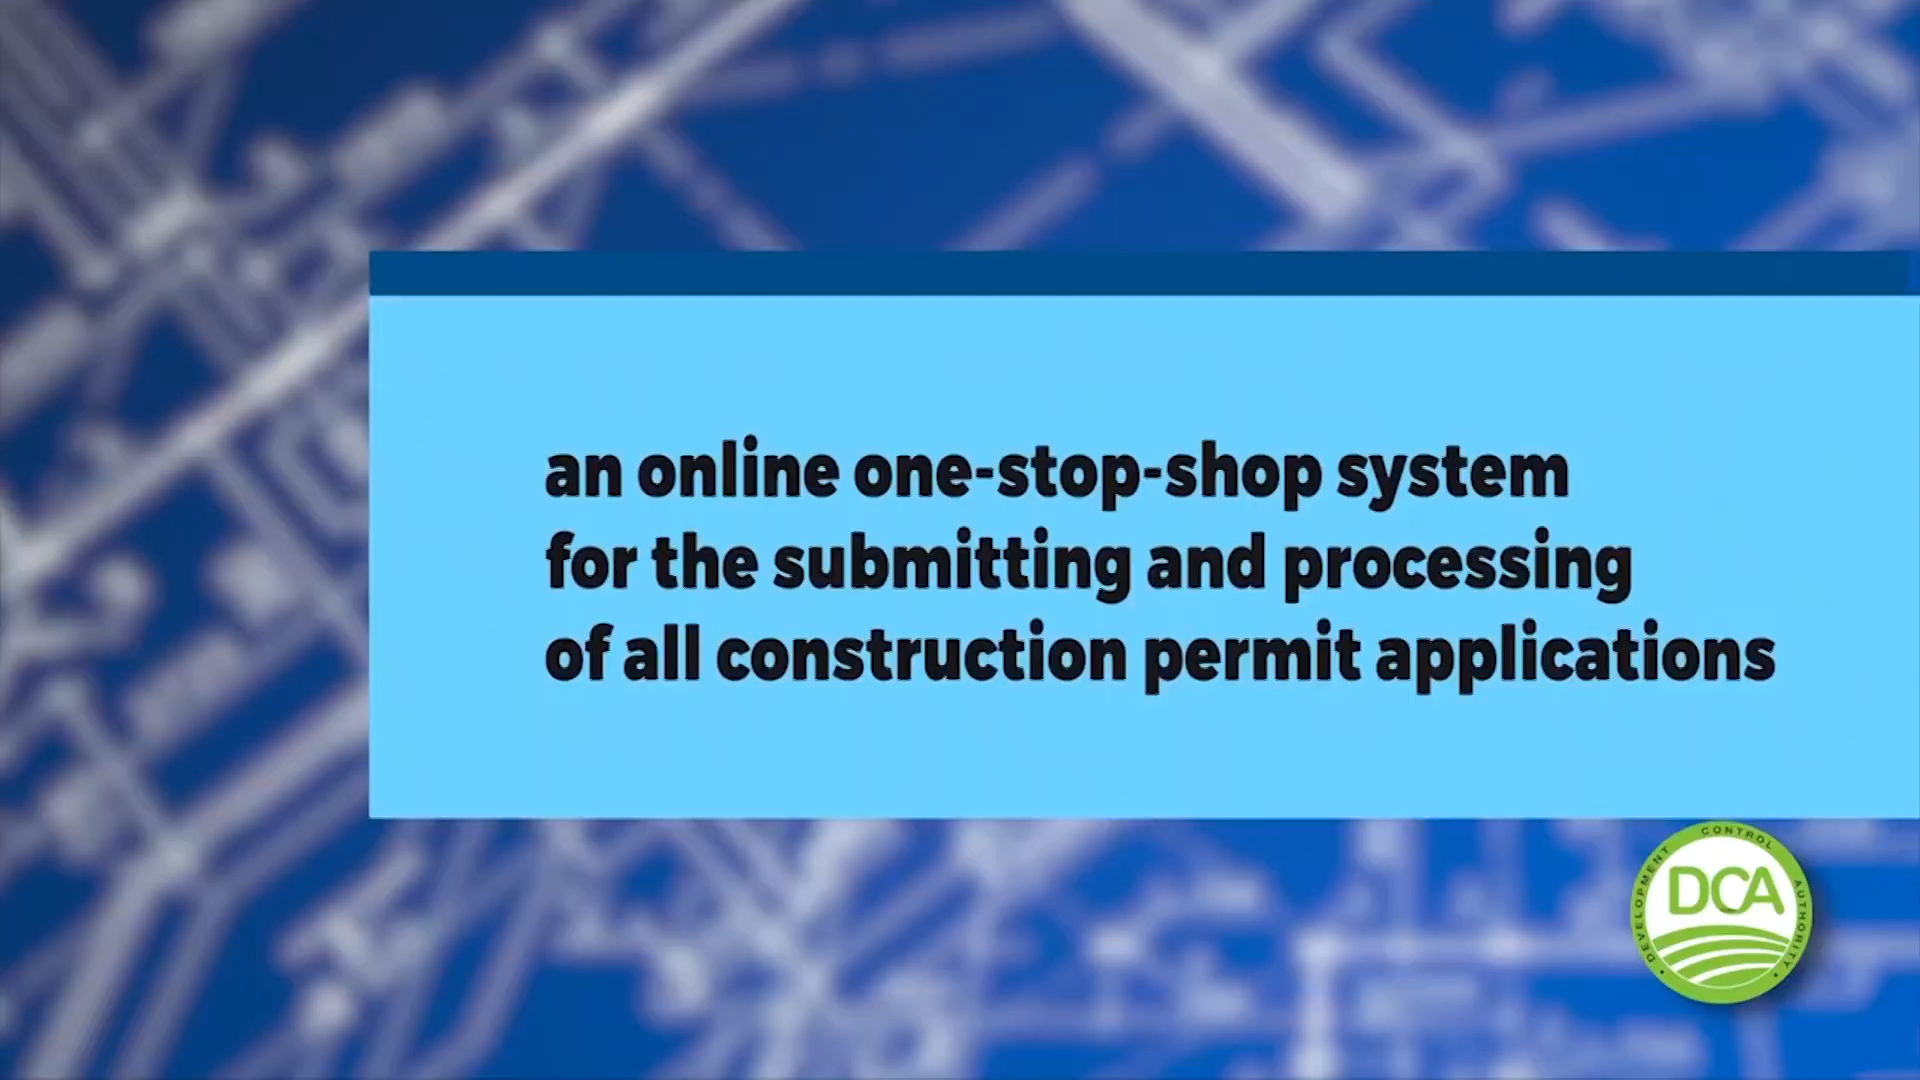 an online one-stop-shop system
for the submitting and processing
of all construction permit applications
DEVELOPMENT CONTROL AUTHORITY
DCA